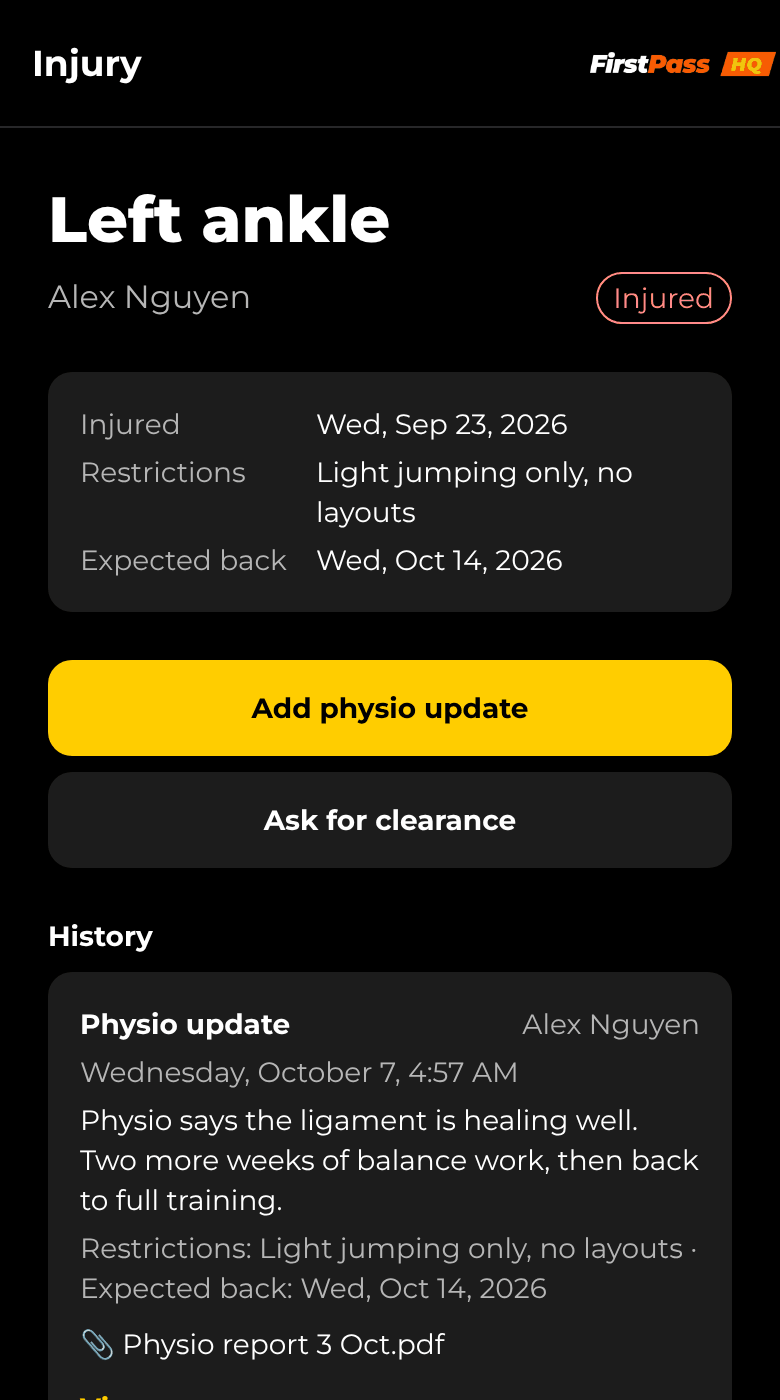 Injury
FirstPass HQ
Left ankle
Alex Nguyen
Injured
Injured Wed, Sep 23, 2026
Restrictions Light jumping only, no
layouts
Expected back Wed, Oct 14, 2026
Add physio update
Ask for clearance
History
Physio update Alex Nguyen
Wednesday, October 7, 4:57 AM
Physio says the ligament is healing well.
Two more weeks of balance work, then back
to full training.
Restrictions: Light jumping only, no layouts ·
Expected back: Wed, Oct 14, 2026
📎 Physio report 3 Oct.pdf